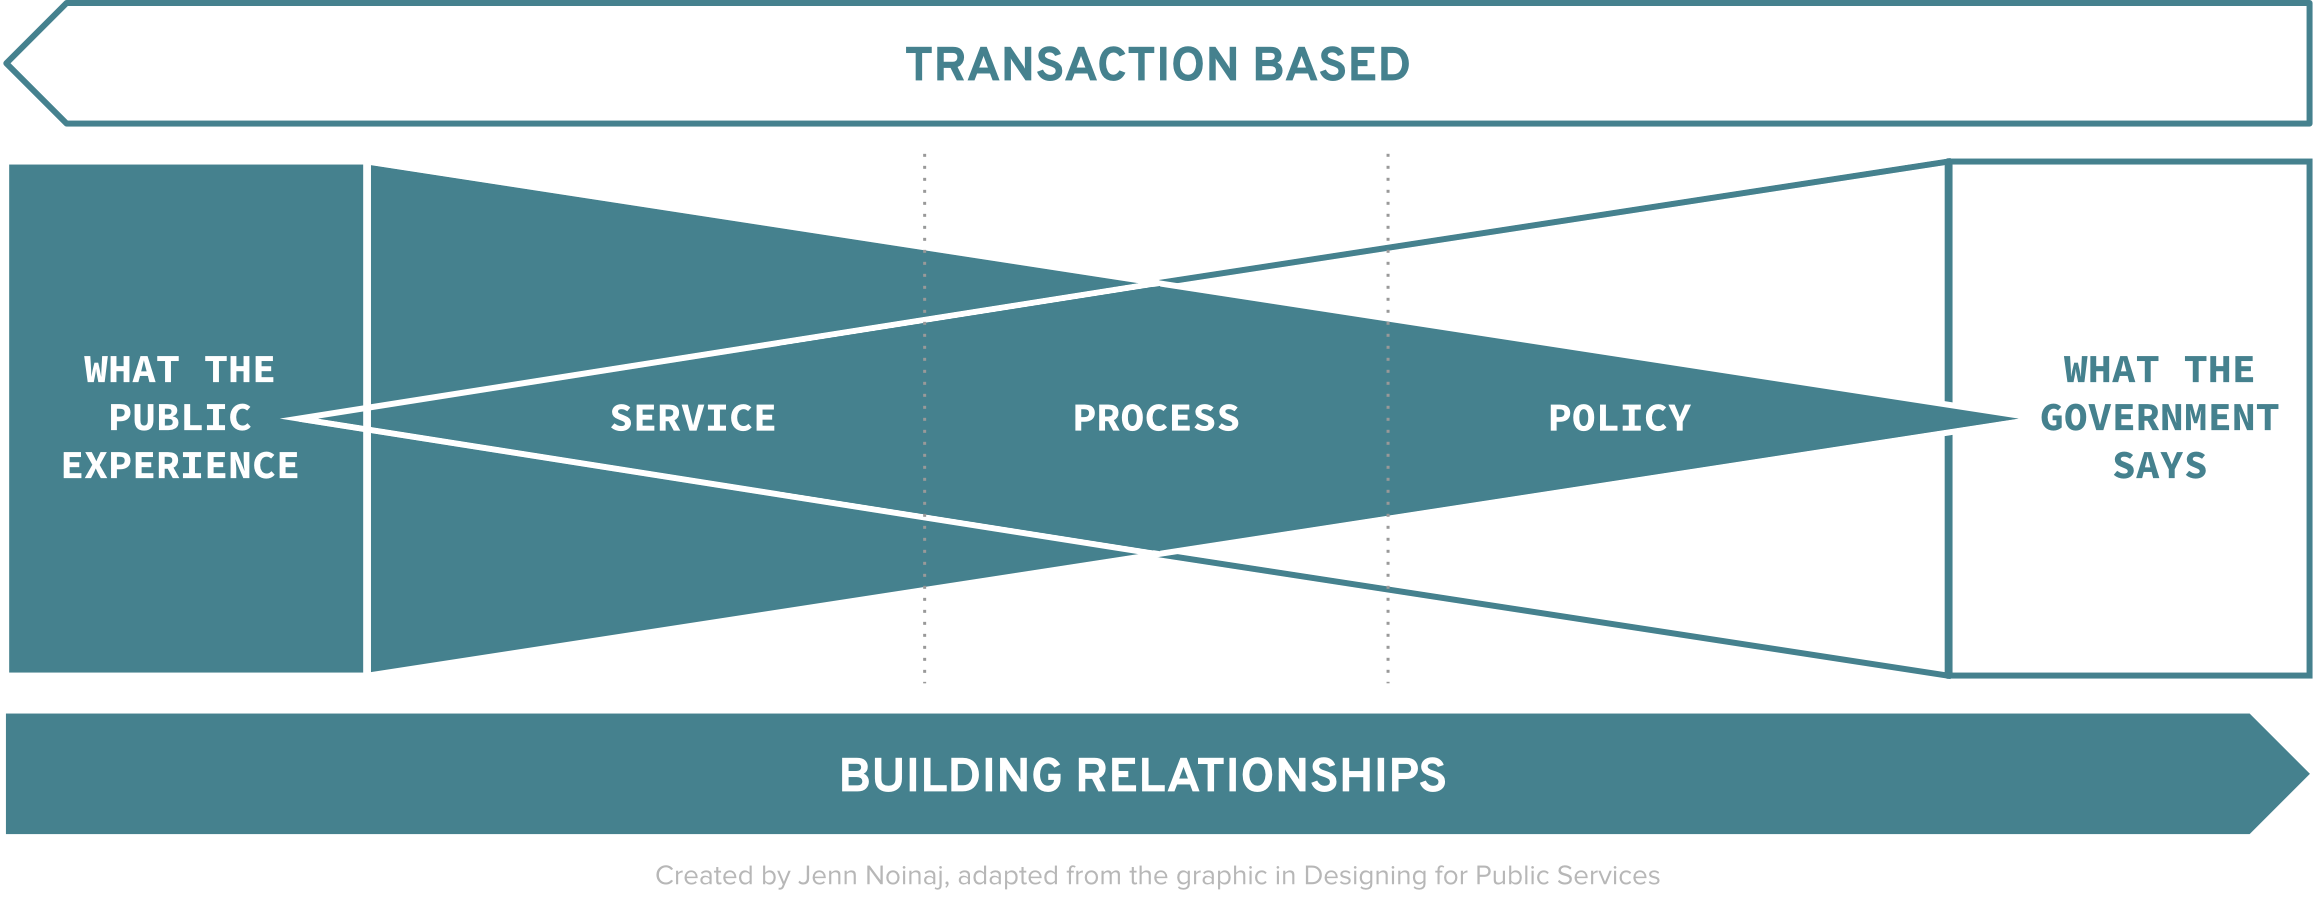 TRANSACTION BASED
WHAT THE
PUBLIC
EXPERIENCE
SERVICE
PROCESS
POLICY
WHAT THE
GOVERNMENT
SAYS
BUILDING RELATIONSHIPS
Created by Jenn Noinaj, adapted from the graphic in Designing for Public Services